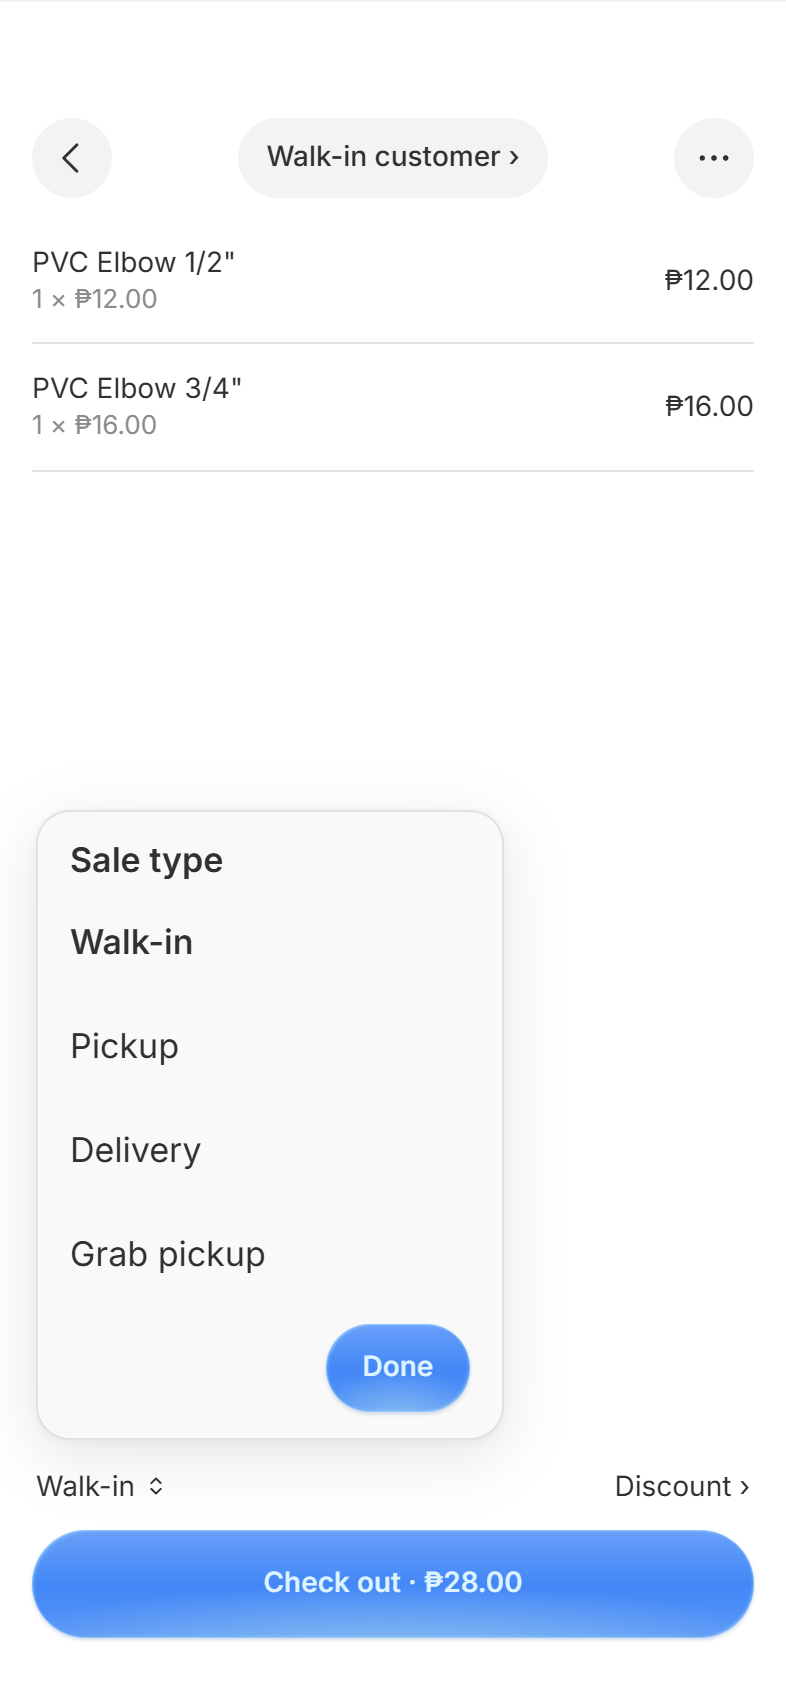 Walk-in customer ›
PVC Elbow 1/2"
1 × ₱12.00
₱12.00
PVC Elbow 3/4"
1 × ₱16.00
₱16.00
Sale type
Walk-in
Pickup
Delivery
Grab pickup
Done
Walk-in
Discount ›
Check out · ₱28.00